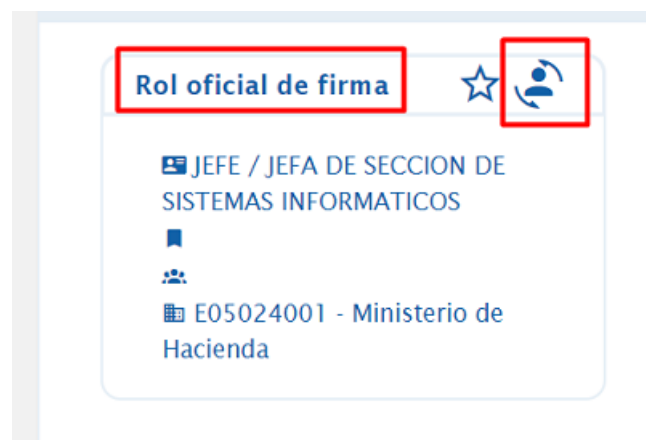 Rol oficial de firma
JEFE / JEFA DE SECCION DE
SISTEMAS INFORMATICOS
E05024001 - Ministerio de
Hacienda